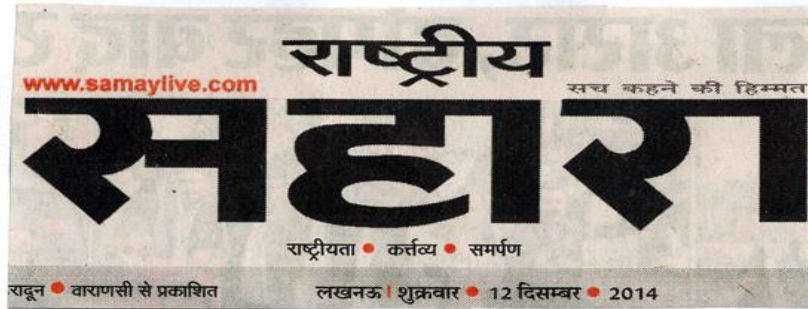 राष्ट्रीय
www.samaylive.com
सच कहने की हिम्मत
सहारा
राष्ट्रीयता • कर्त्तव्य • समर्पण
रादून • वाराणसी से प्रकाशित
लखनऊ | शुक्रवार • 12 दिसम्बर • 2014